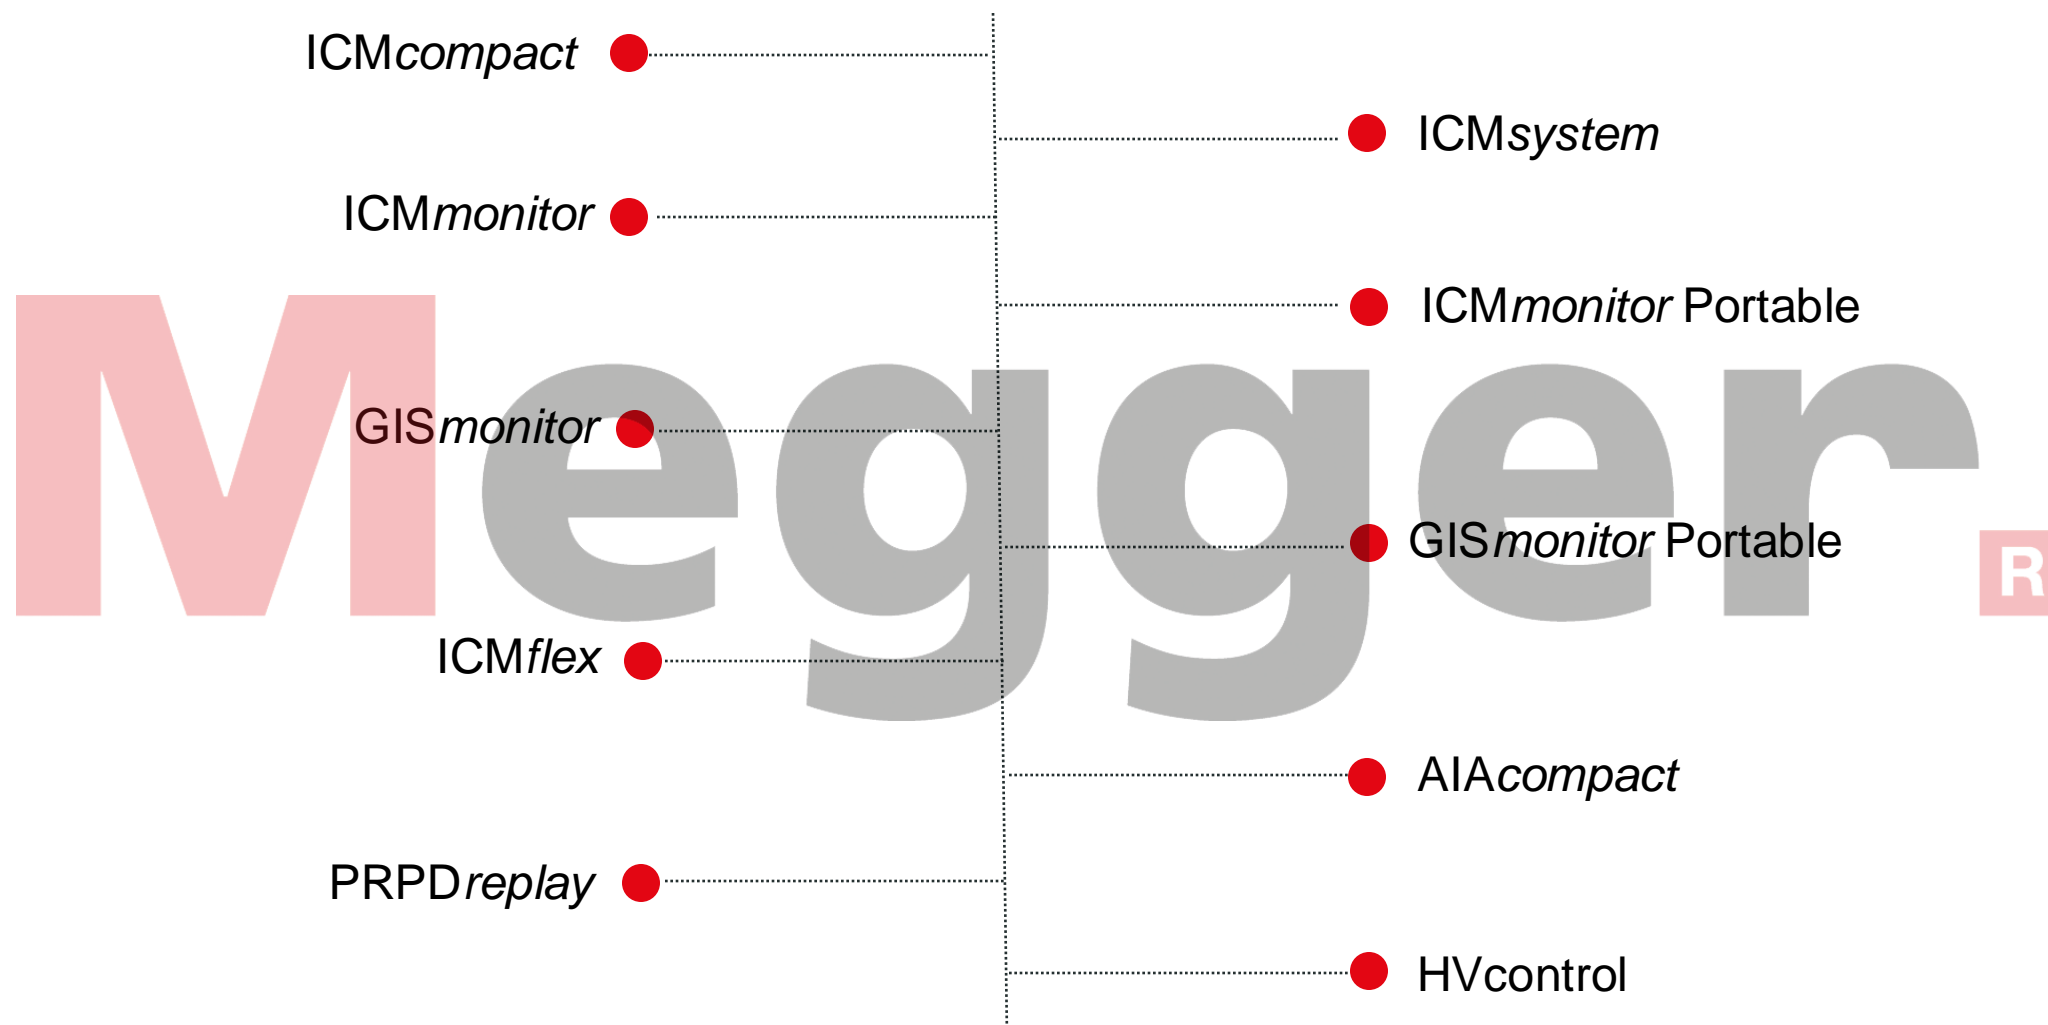 ICMcompact
ICMsystem
ICMmonitor
ICMmonitor Portable
GISmonitor
Megger
R
GISmonitor Portable
ICMflex
AIAcompact
PRPDreplay
HVcontrol